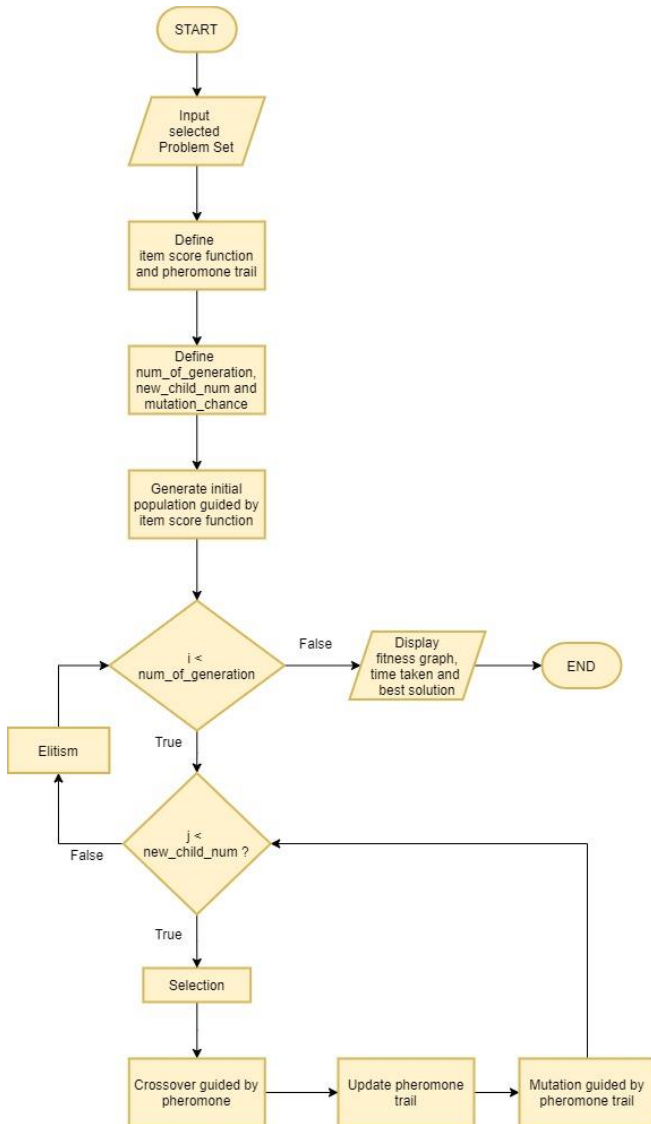 START
Input
selected
Problem Set
Define
item score function
and pheromone trail
Define
num_of_generation,
new_child_num and
mutation_chance
Generate initial
population guided by
item score function
i <
num_of_generation
False
Display
fitness graph,
time taken and
best solution
END
True
Elitism
j <
new_child_num ?
False
True
Selection
Crossover guided by
pheromone
Update pheromone
trail
Mutation guided by
pheromone trail